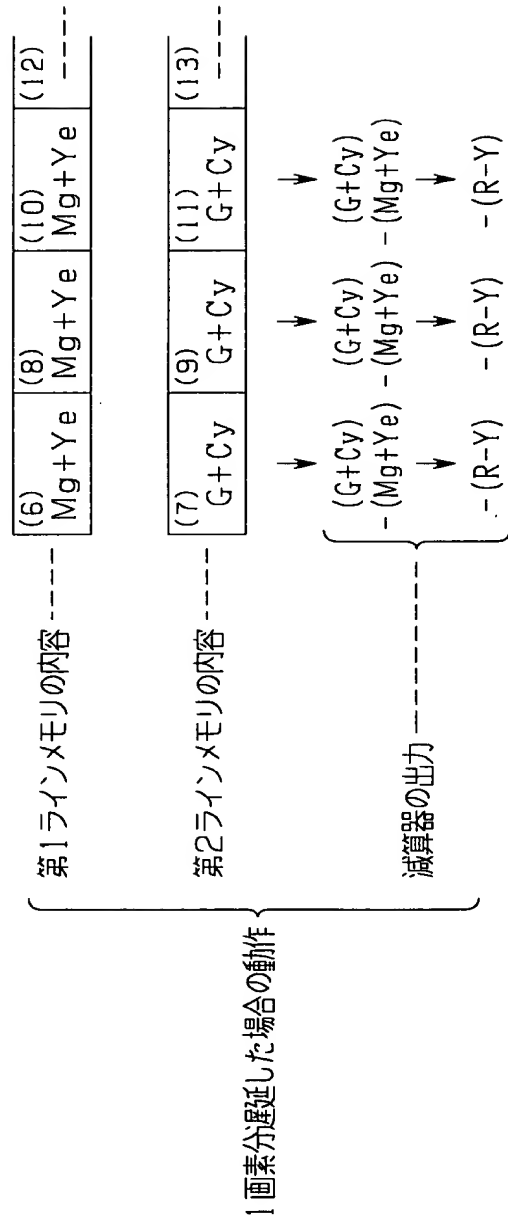 1画素分遅延した場合の動作
第1ラインメモリの内容
(6) (8) (10) (12)
Mg+Ye Mg+Ye Mg+Ye
第2ラインメモリの内容
(7) (9) (11) (13)
G+Cy G+Cy G+Cy
減算器の出力
(G+Cy) (G+Cy) (G+Cy)
-(Mg+Ye) -(Mg+Ye) -(Mg+Ye)
-(R-Y) -(R-Y) -(R-Y)